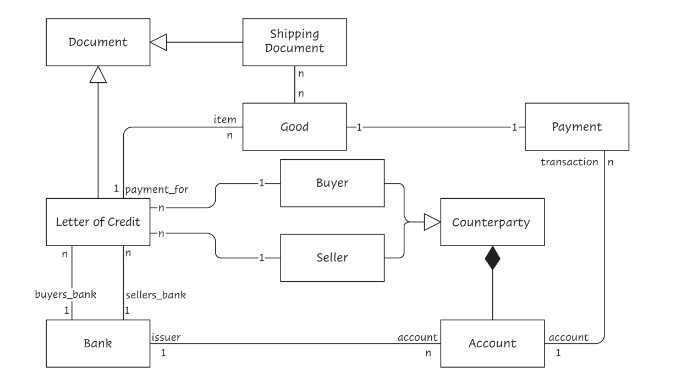 Document
Shipping
Document
n
n
item
n
Good
1
1
Payment
transaction n
1 payment_for
Buyer
1
n
Letter of Credit
Counterparty
n
1
Seller
n
n
buyers_bank
sellers_bank
1
1
Bank
issuer
1
account
n
Account
account
1